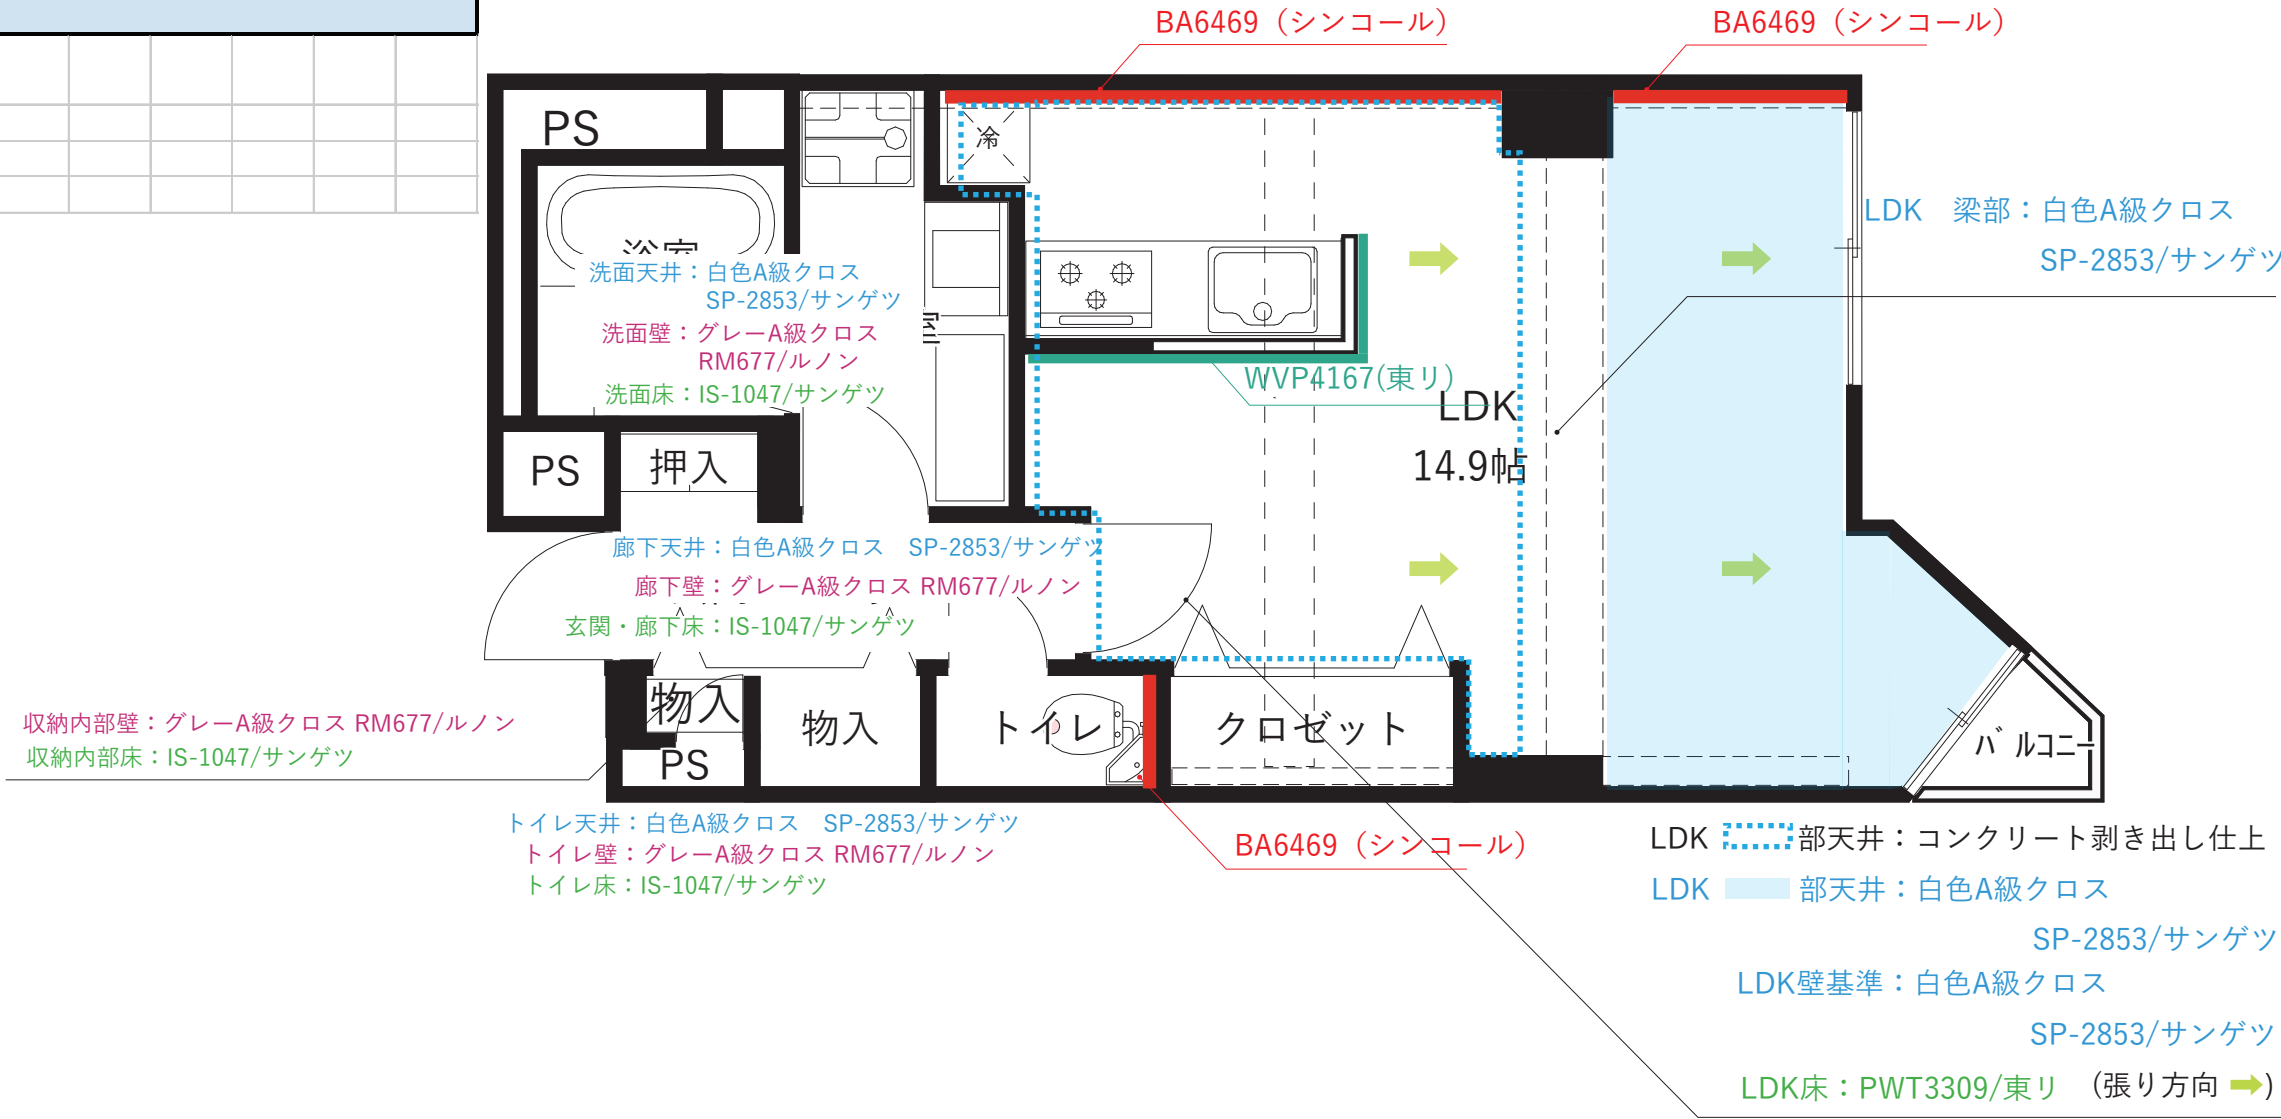 BA6469（シンコール）
BA6469（シンコール）
PS
冷
浴室
LDK　梁部：白色A級クロス
SP-2853/サンゲツ
洗面天井：白色A級クロス
SP-2853/サンゲツ
洗面壁：グレーA級クロス
RM677/ルノン
洗面床：IS-1047/サンゲツ
WVP4167(東リ)
LDK
14.9帖
PS
押入
廊下天井：白色A級クロス　SP-2853/サンゲツ
廊下壁：グレーA級クロス RM677/ルノン
玄関・廊下床：IS-1047/サンゲツ
収納内部壁：グレーA級クロス RM677/ルノン
収納内部床：IS-1047/サンゲツ
物入
PS
物入
トイレ
クロゼット
バルコニー
トイレ天井：白色A級クロス　SP-2853/サンゲツ
トイレ壁：グレーA級クロス RM677/ルノン
トイレ床：IS-1047/サンゲツ
BA6469（シンコール）
LDK 部天井：コンクリート剥き出し仕上
LDK 部天井：白色A級クロス
SP-2853/サンゲツ
LDK壁基準：白色A級クロス
SP-2853/サンゲツ
LDK床：PWT3309/東リ　(張り方向 ➡)